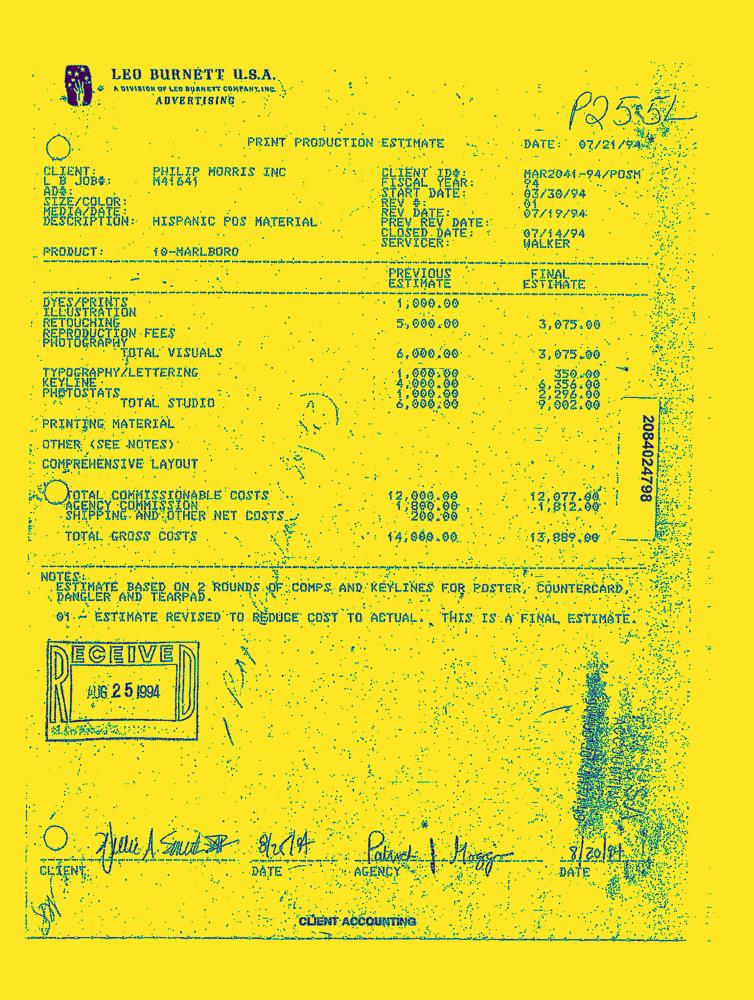 LEO BURNETT U.S.A.
A DIVISION OF LEO BURNETT COMPANY, INC.
ADVERTISING
P255L
PRINT PRODUCTION ESTIMATE DATE: 07/21/94
CLIENT: PHILIP MORRIS INC CLIENT ID#: MAR2041-94/POSM
L B JOB#: M41641 FISCAL YEAR: 94
AD#: START DATE: 03/30/94
SIZE/COLOR: REV #: 01
MEDIA/DATE: REV DATE: 07/19/94
DESCRIPTION: HISPANIC POS MATERIAL PREV REV DATE:
CLOSED DATE: 07/14/94
SERVICER: WALKER
PRODUCT: 10-MARLBORO
PREVIOUS FINAL
ESTIMATE ESTIMATE
DYES/PRINTS 1,000.00
ILLUSTRATION
RETOUCHING 5,000.00 3,075.00
REPRODUCTION FEES
PHOTOGRAPHY
TOTAL VISUALS 6,000.00 3,075.00
TYPOGRAPHY/LETTERING 1,000.00 350.00
KEYLINE 4,000.00 6,356.00
PHOTOSTATS 1,000.00 2,296.00
TOTAL STUDIO 6,000.00 9,002.00
PRINTING MATERIAL
OTHER (SEE NOTES)
COMPREHENSIVE LAYOUT
TOTAL COMMISSIONABLE COSTS 12,000.00 12,077.00
AGENCY COMMISSION 1,800.00 1,812.00
SHIPPING AND OTHER NET COSTS 200.00
TOTAL GROSS COSTS 14,000.00 13,889.00
2084024798
NOTES:
ESTIMATE BASED ON 2 ROUNDS OF COMPS AND KEYLINES FOR POSTER, COUNTERCARD,
DANGLER AND TEARPAD.
01 - ESTIMATE REVISED TO REDUCE COST TO ACTUAL. THIS IS A FINAL ESTIMATE.
RECEIVED
AUG 25 1994
8/20/94
CLIENT DATE AGENCY DATE
CLIENT ACCOUNTING